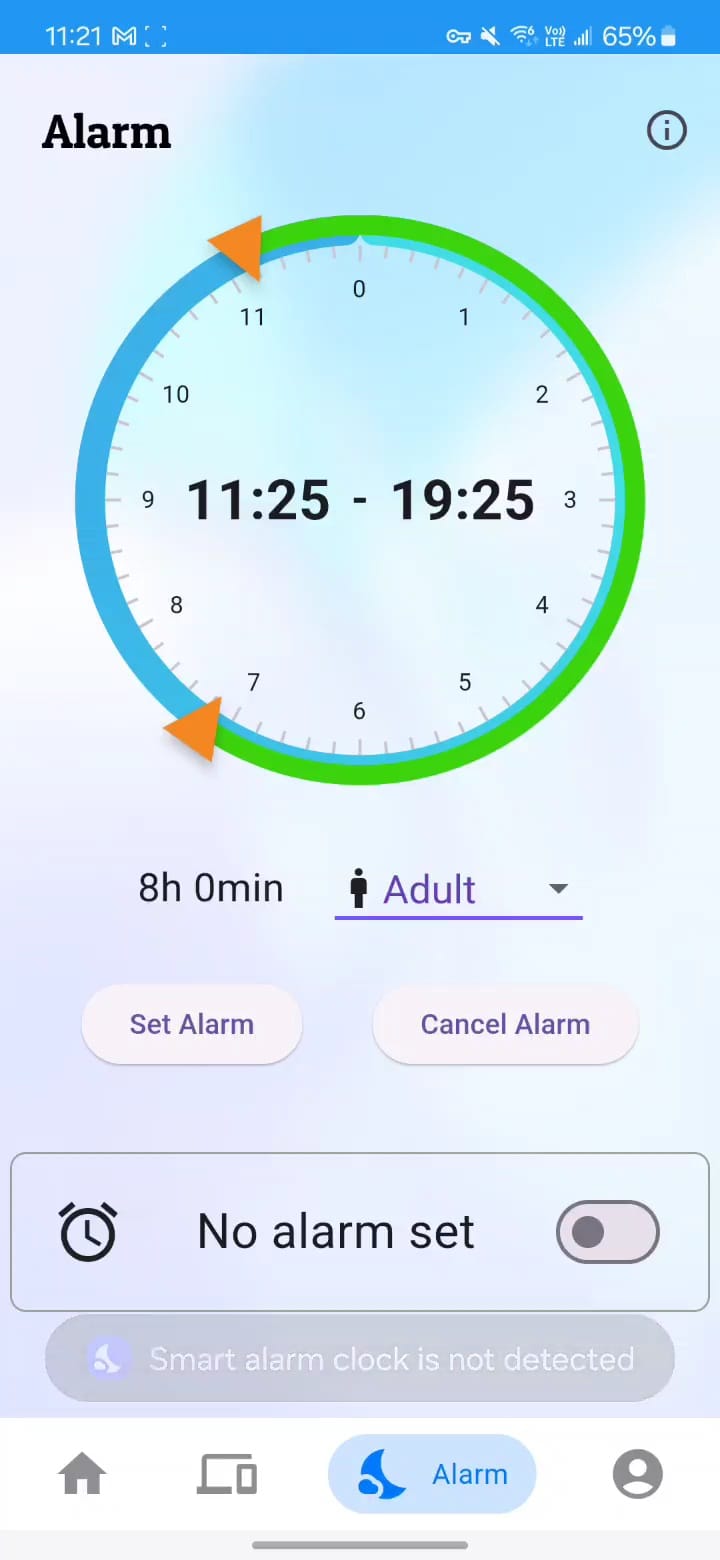 11:21 65%
Vo))
LTE
Alarm
0
11 1
10 2
9 11:25 - 19:25 3
8 4
7 5
6
8h 0min Adult
Set Alarm Cancel Alarm
No alarm set
Smart alarm clock is not detected
Alarm